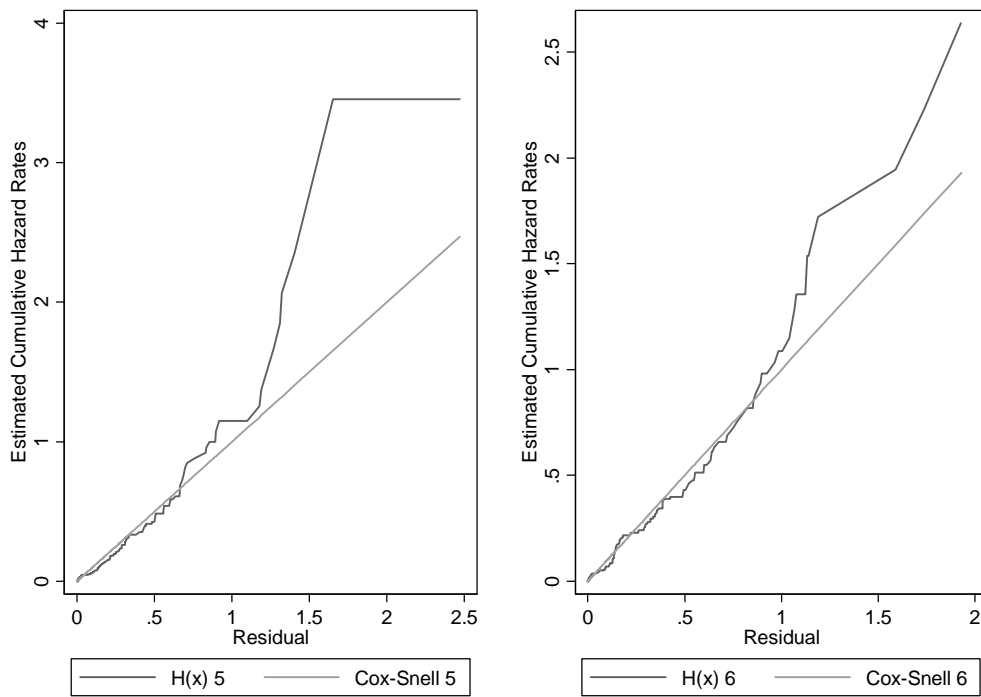 Estimated Cumulative Hazard Rates
4
3
2
1
0
0 .5 1 1.5 2 2.5
Residual
H(x) 5 Cox-Snell 5
Estimated Cumulative Hazard Rates
2.5
2
1.5
1
.5
0
0 .5 1 1.5 2
Residual
H(x) 6 Cox-Snell 6